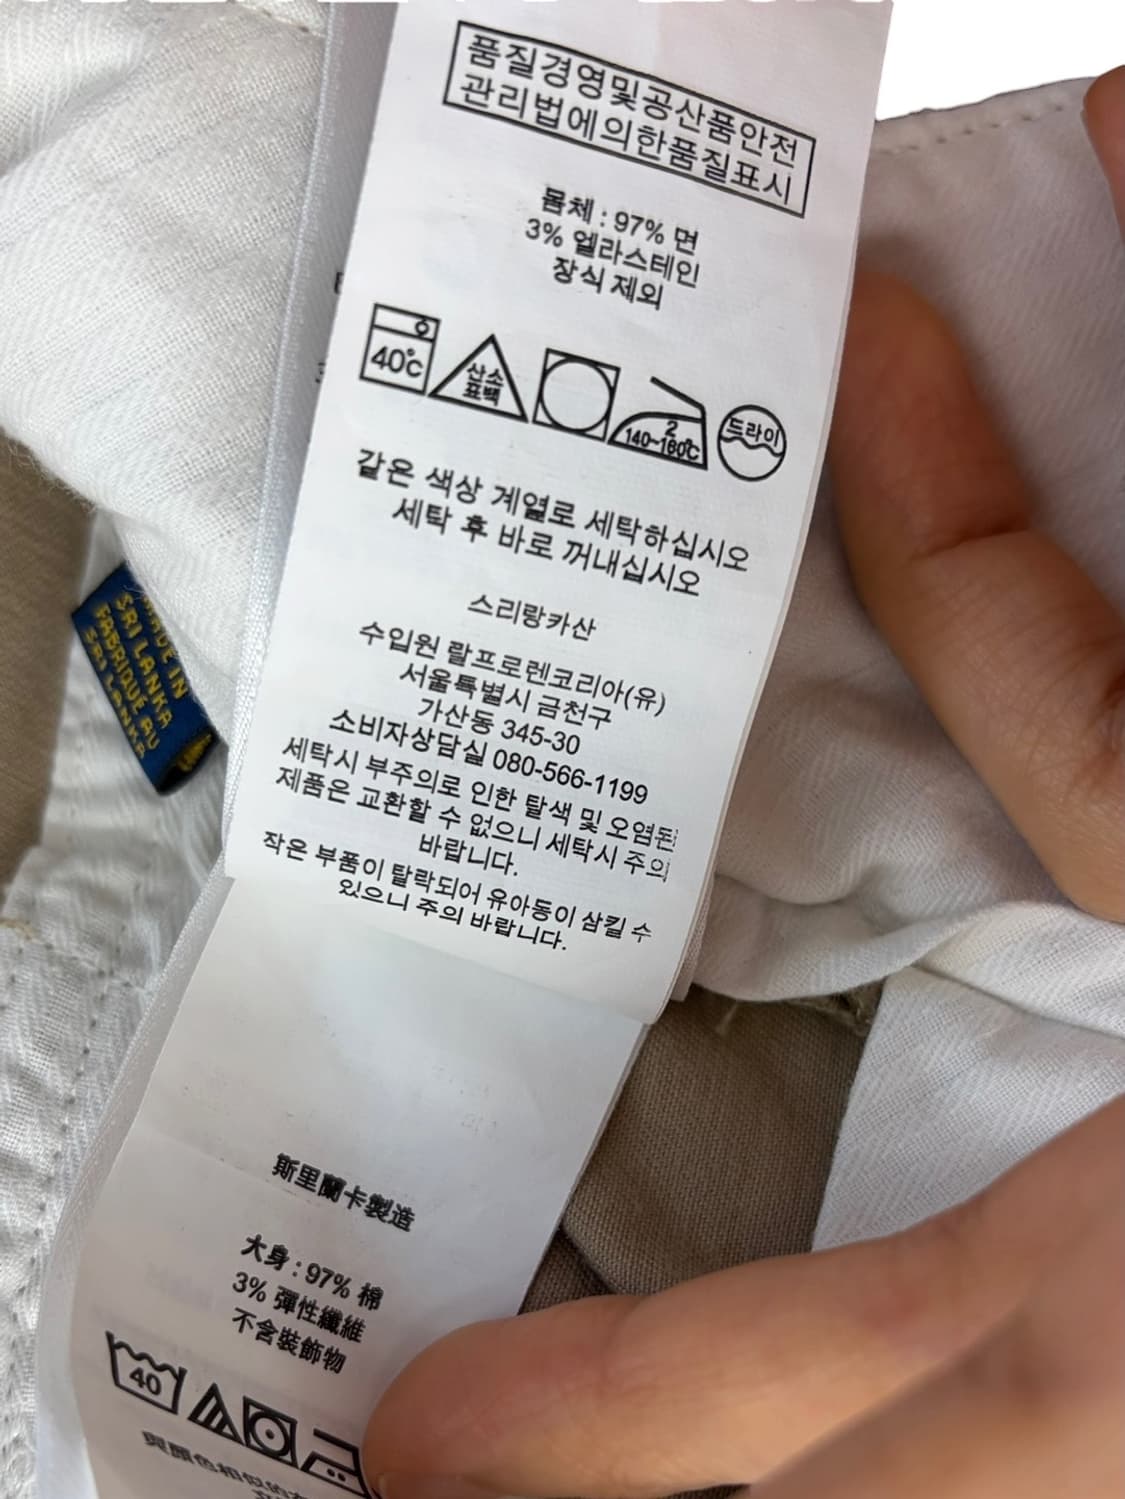 품질경영및공산품안전
관리법에의한품질표시
몸체 : 97% 면
3% 엘라스테인
장식 제외
40℃
산소
표백
2
140~160℃
드라이
같은 색상 계열로 세탁하십시오
세탁 후 바로 꺼내십시오
스리랑카산
수입원 랄프로렌코리아(유)
서울특별시 금천구
가산동 345-30
소비자상담실 080-566-1199
세탁시 부주의로 인한 탈색 및 오염된
제품은 교환할 수 없으니 세탁시 주의
바랍니다.
작은 부품이 탈락되어 유아동이 삼킬 수
있으니 주의 바랍니다.
MADE IN
SRI LANKA
FABRIQUE AU
SRI LANKA
斯里蘭卡製造
大身 : 97% 棉
3% 彈性纖維
不含裝飾物
40
與顏色相似的